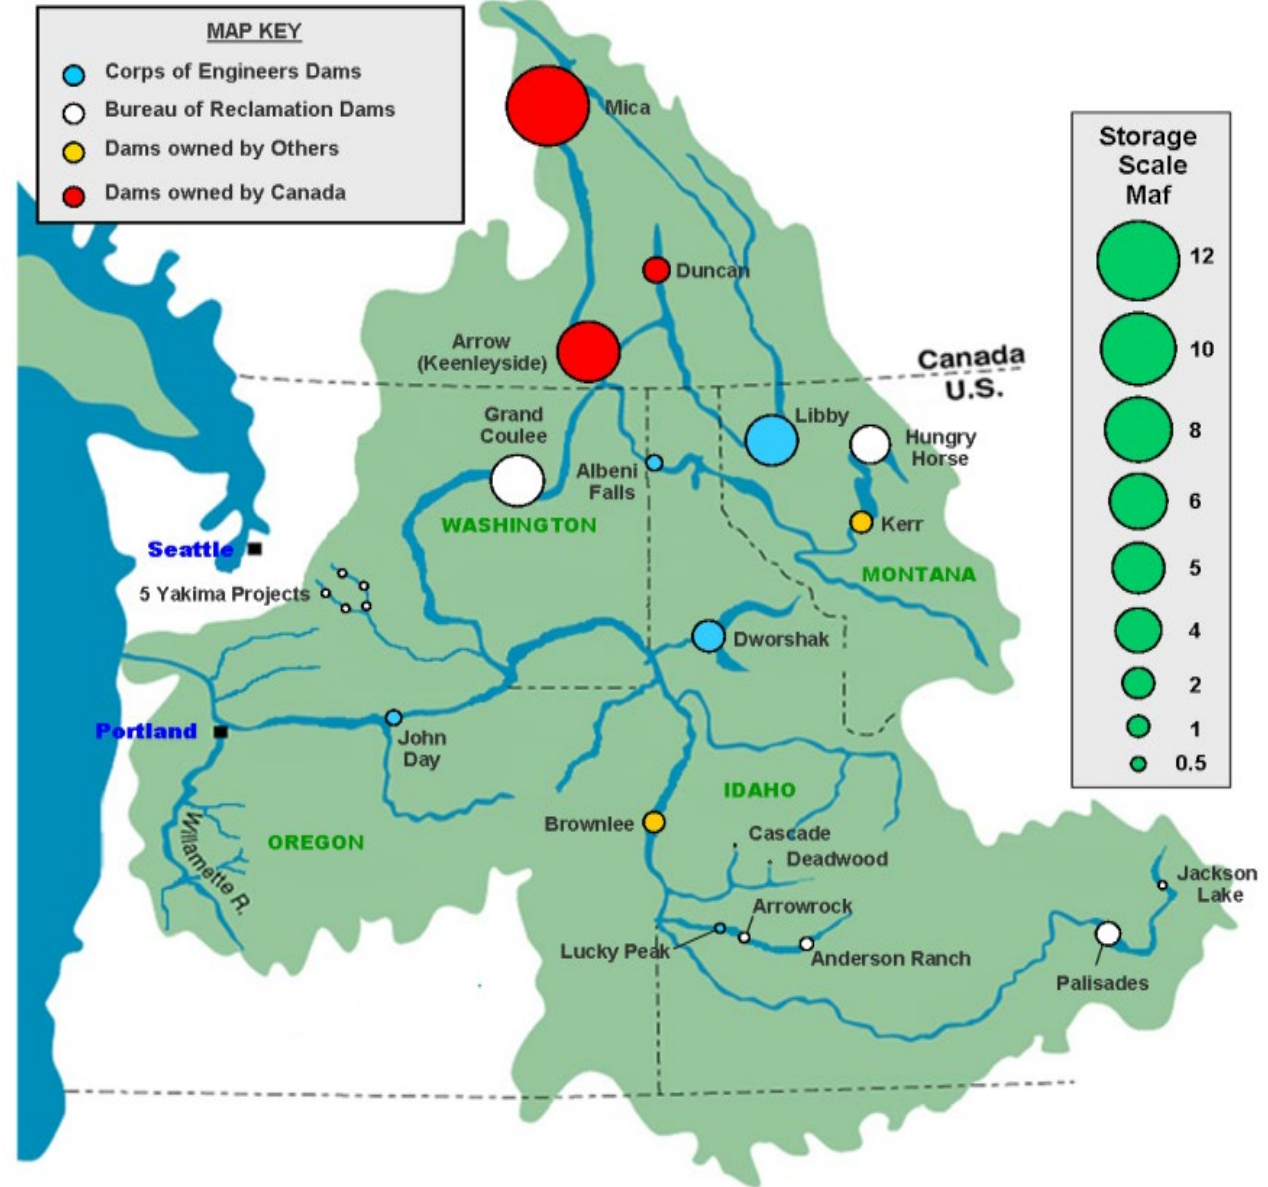 MAP KEY
Corps of Engineers Dams
Bureau of Reclamation Dams
Dams owned by Others
Dams owned by Canada
Mica
Storage
Scale
Maf
12
10
8
6
5
4
2
1
0.5
Duncan
Arrow
(Keenleyside)
Canada
U.S.
Grand
Coulee
Libby
Hungry
Horse
Albeni
Falls
WASHINGTON
Kerr
Seattle
MONTANA
5 Yakima Projects
Dworshak
Portland
John
Day
IDAHO
Brownlee
Cascade
OREGON
Deadwood
Willamette R.
Jackson
Lake
Arrowrock
Lucky Peak
Anderson Ranch
Palisades